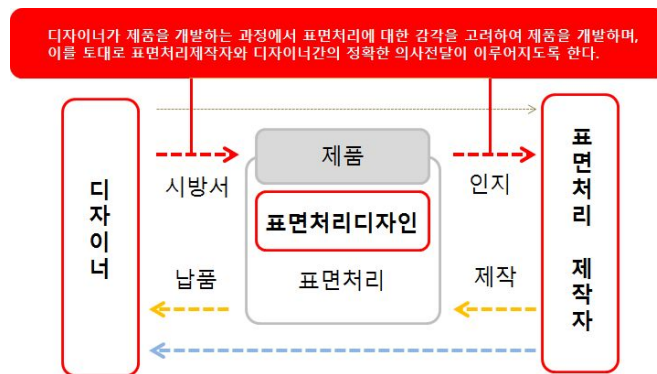 디자이너가 제품을 개발하는 과정에서 표면처리에 대한 감각을 고려하여 제품을 개발하며,
이를 토대로 표면처리제작자와 디자이너간의 정확한 의사전달이 이루어지도록 한다.
디자이너
시방서
제품
인지
표면처리디자인
납품
표면처리
제작
표면처리 제작자